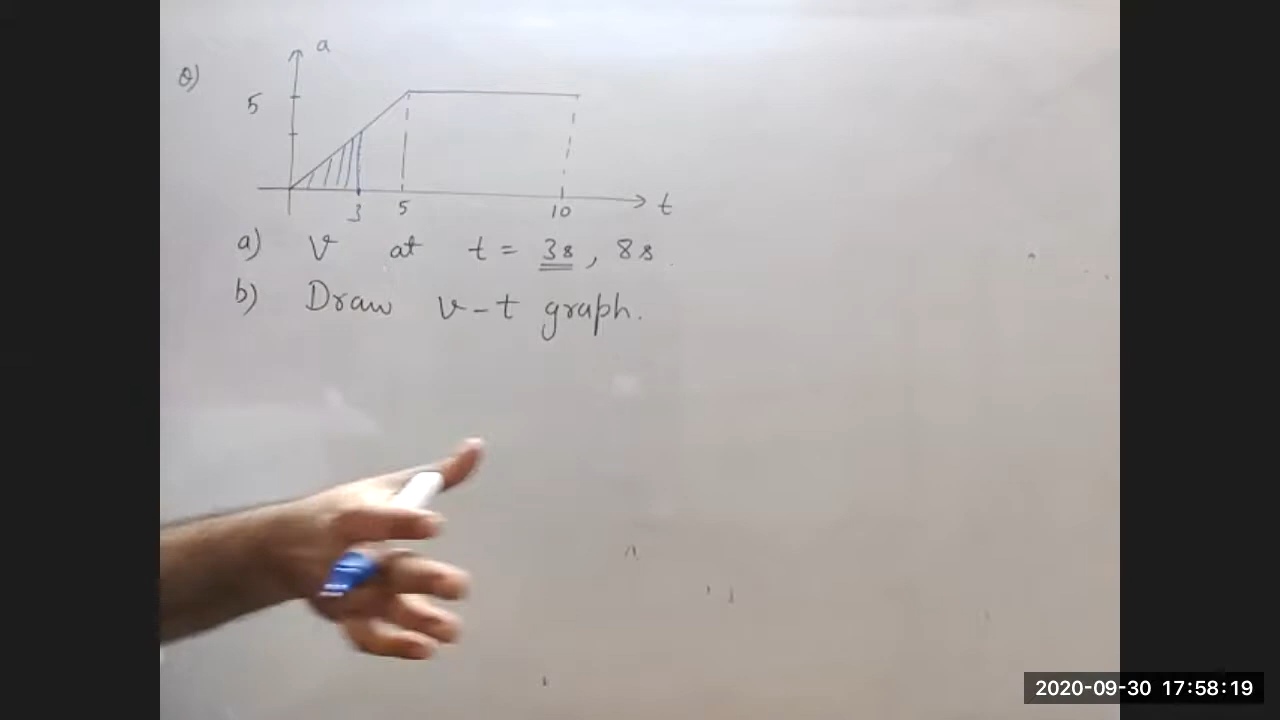 Q)
a
5
3 5 10 t
a) v at t = 3s, 8s.
b) Draw v-t graph.
2020-09-30 17:58:19